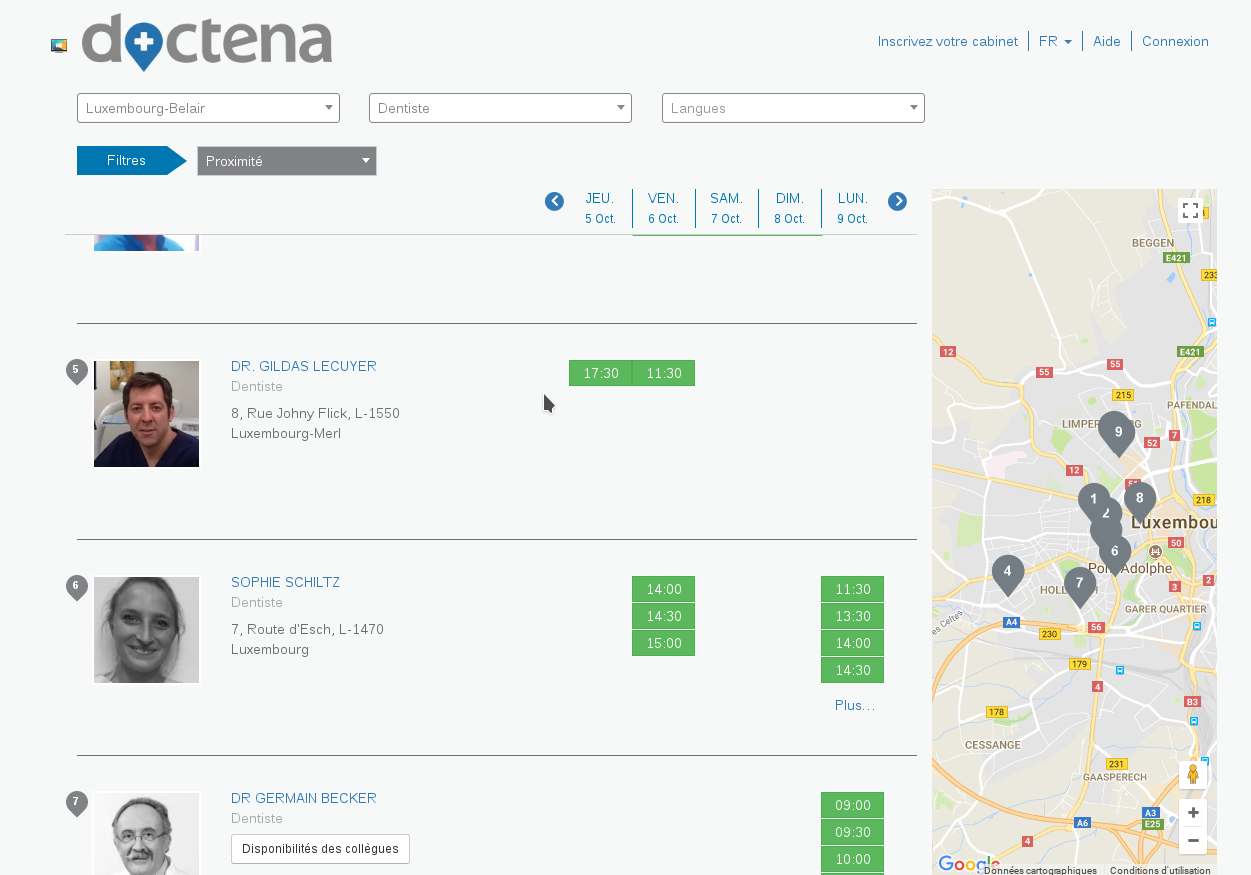 doctena
Inscrivez votre cabinet
FR
Aide
Connexion
Luxembourg-Belair
Dentiste
Langues
Filtres
Proximité
JEU. VEN. SAM. DIM. LUN.
5 Oct. 6 Oct. 7 Oct. 8 Oct. 9 Oct.
5
DR. GILDAS LECUYER
Dentiste
8, Rue Johny Flick, L-1550
Luxembourg-Merl
17:30 11:30
6
SOPHIE SCHILTZ
Dentiste
7, Route d'Esch, L-1470
Luxembourg
14:00
14:30
15:00
11:30
13:30
14:00
14:30
Plus...
7
DR GERMAIN BECKER
Dentiste
Disponibilités des collègues
09:00
09:30
10:00
BEGGEN
E421
233
12
55
55
E421
215
PAFENDAL
9
7
52
12
1
8
2
218
Luxembou
50
6
4
7
Pont Adolphe
3
2
GARER QUARTIER
A4
56
230
es Celtes
179
4
B3
178
CESSANGE
231
GAASPERECH
A3
A6
E25
4
Google
Données cartographiques
Conditions d'utilisation